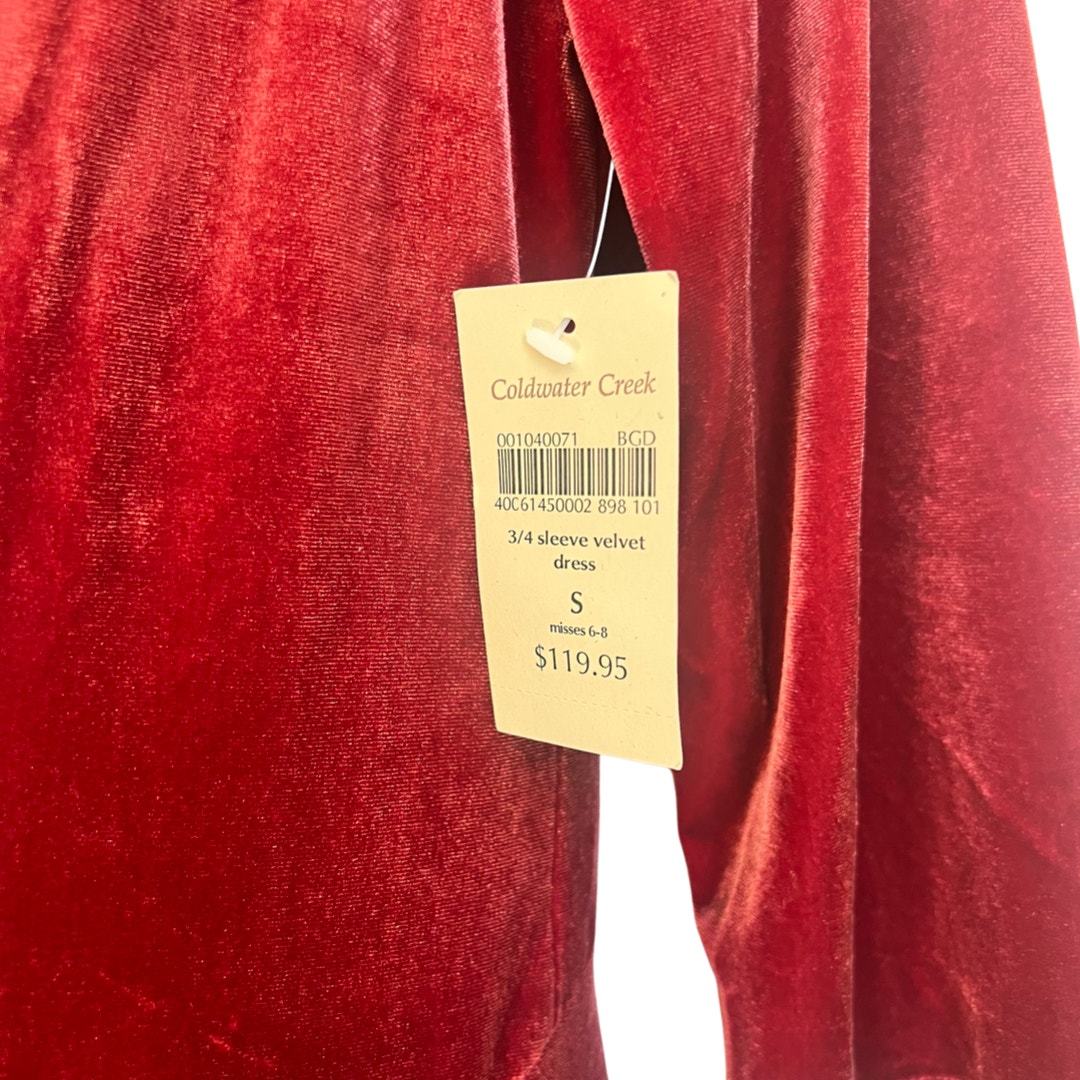 Coldwater Creek
001040071 BGD
40C61450002 898 101
3/4 sleeve velvet
dress
S
misses 6-8
$119.95